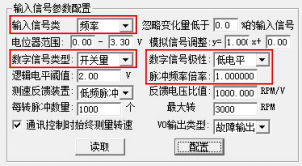 输入信号参数配置
输入信号类 频率 忽略变化量低于 0.0 %的输入信号
电位器范围: 0.00 - 3.30 V 模拟信号调整: y= 1.00( x+ 0.00
数字信号类型: 开关量 数字信号极性: 低电平
逻辑电平阈值: 2.00 V 脉冲频率倍率: 1.000000
测速反馈装置: 低频脉冲 反馈电压比值: 1000.000 RPM/V
每转脉冲数量: 1000 个 最大转 3000 RPM
通讯控制时始终测量转速 VO输出类型: 故障输出
读取 配置